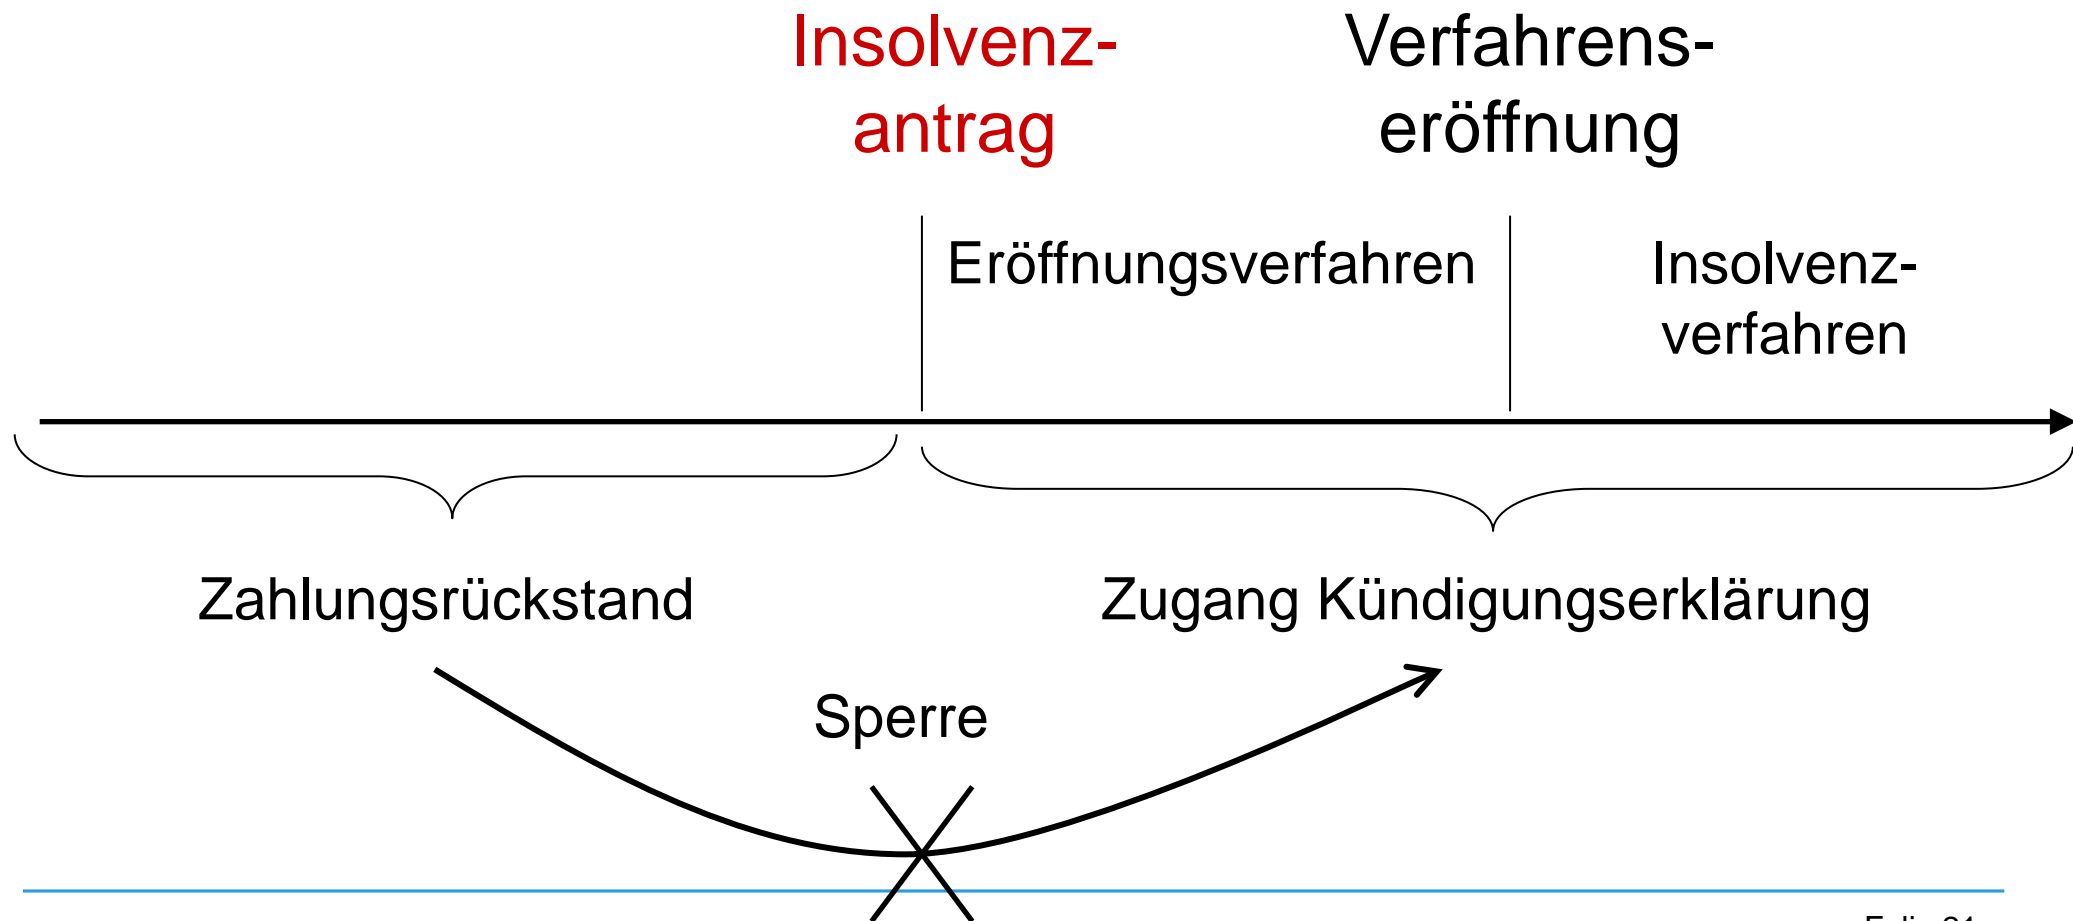 Insolvenz-
antrag
Verfahrens-
eröffnung
Eröffnungsverfahren
Insolvenz-
verfahren
Zahlungsrückstand
Zugang Kündigungserklärung
Sperre